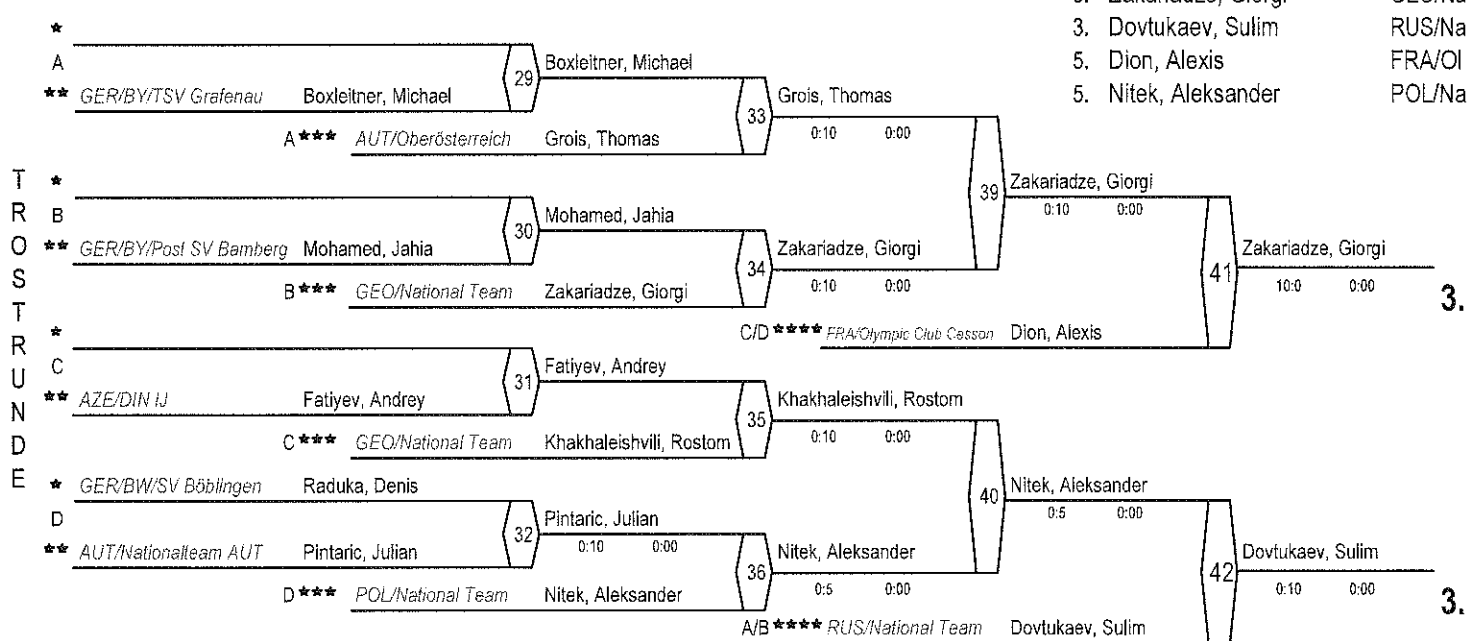 3. Dovtukaev, Sulim RUS/Na
5. Dion, Alexis FRA/Ol
5. Nitek, Aleksander POL/Na
TROSTRUNDE
*
A
** GER/BY/TSV Grafenau Boxleitner, Michael
29
Boxleitner, Michael
A *** AUT/Oberösterreich Grois, Thomas
33
Grois, Thomas
0:10 0:00
*
B
** GER/BY/Post SV Bamberg Mohamed, Jahia
30
Mohamed, Jahia
B *** GEO/National Team Zakariadze, Giorgi
34
Zakariadze, Giorgi
0:10 0:00
39
Zakariadze, Giorgi
0:10 0:00
C/D **** FRA/Olympic Club Cesson Dion, Alexis
41
Zakariadze, Giorgi
10:0 0:00
3.
*
C
** AZE/DIN IJ Fatiyev, Andrey
31
Fatiyev, Andrey
C *** GEO/National Team Khakhaleishvili, Rostom
35
Khakhaleishvili, Rostom
0:10 0:00
* GER/BW/SV Böblingen Raduka, Denis
D
** AUT/Nationalteam AUT Pintaric, Julian
32
Pintaric, Julian
0:10 0:00
D *** POL/National Team Nitek, Aleksander
36
Nitek, Aleksander
0:5 0:00
40
Nitek, Aleksander
0:5 0:00
A/B **** RUS/National Team Dovtukaev, Sulim
42
Dovtukaev, Sulim
0:10 0:00
3.